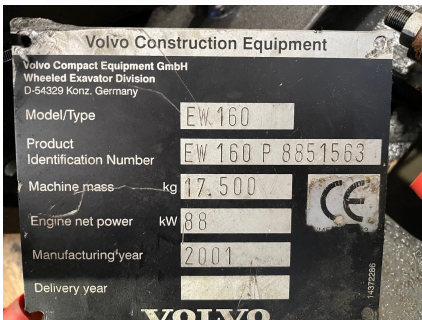 Volvo Construction Equipment
Volvo Compact Equipment GmbH
Wheeled Exavator Division
D-54329 Konz. Germany
Model/Type EW 160
Product
Identification Number EW 160 P 8851563
Machine mass kg 17.500
CE
Engine net power kW 88
Manufacturing year 2001
Delivery year
14372286
VOLVO